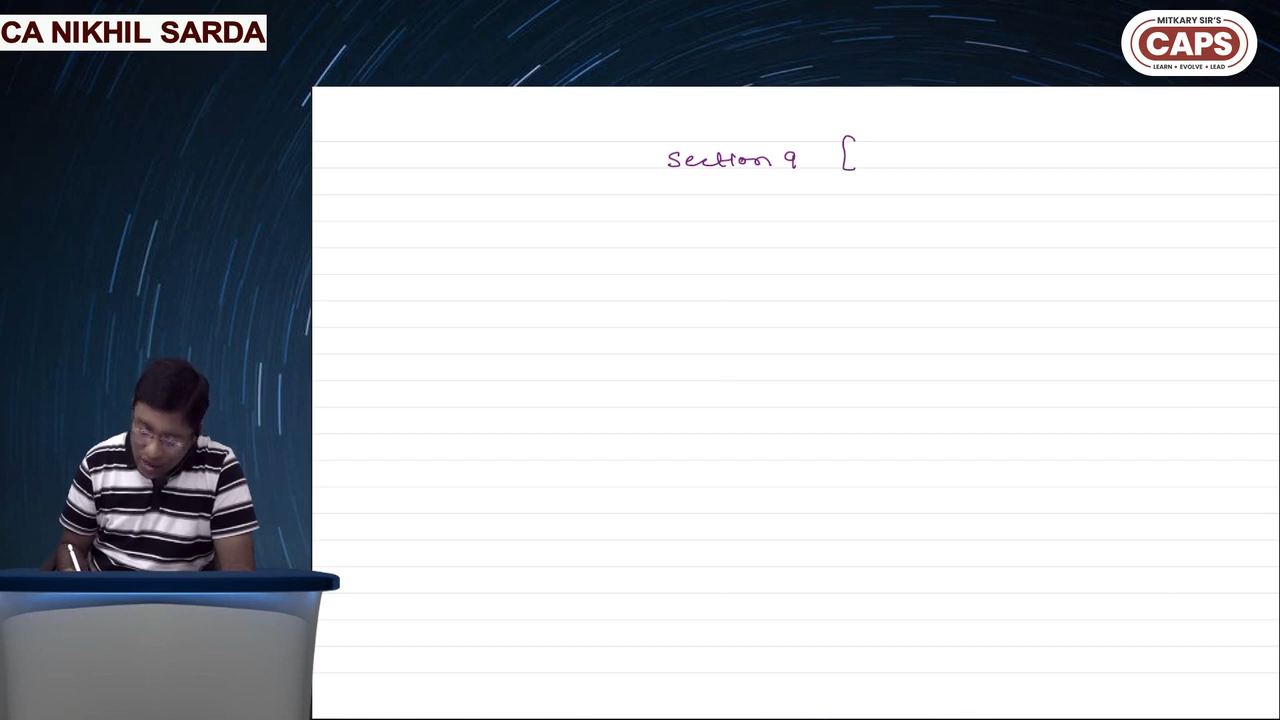 CA NIKHIL SARDA
MITKARY SIR'S
CAPS
LEARN • EVOLVE • LEAD
Section 9 [